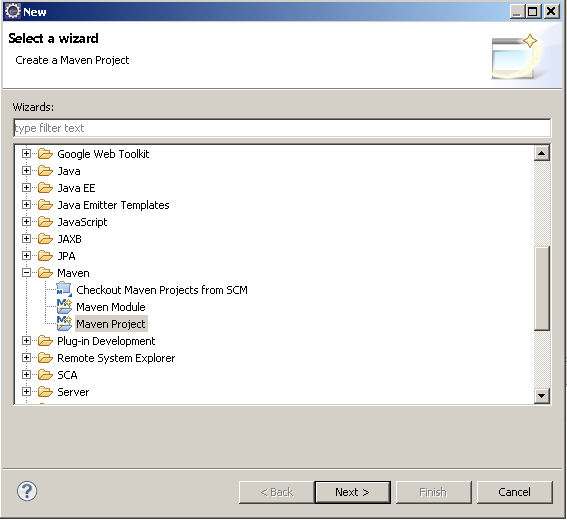 New
Select a wizard
Create a Maven Project
Wizards:
type filter text
Google Web Toolkit
Java
Java EE
Java Emitter Templates
JavaScript
JAXB
JPA
Maven
Checkout Maven Projects from SCM
Maven Module
Maven Project
Plug-in Development
Remote System Explorer
SCA
Server
< Back
Next >
Finish
Cancel